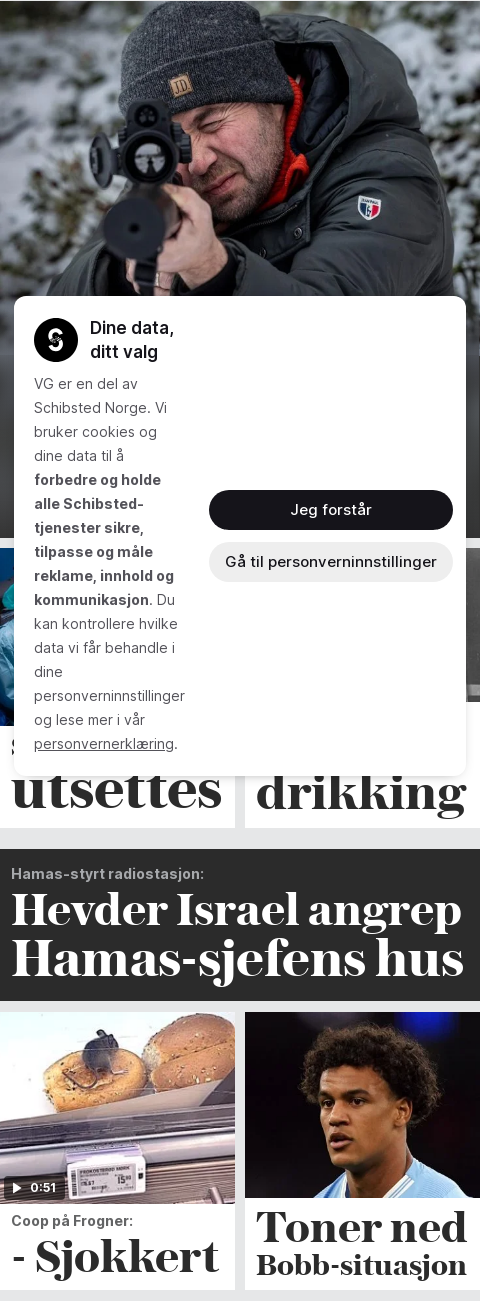 J.D.
Dine data,
ditt valg
VG er en del av
Schibsted Norge. Vi
bruker cookies og
dine data til å
forbedre og holde
alle Schibsted-
tjenester sikre,
tilpasse og måle
reklame, innhold og
kommunikasjon. Du
kan kontrollere hvilke
data vi får behandle i
dine
personverninnstillinger
og lese mer i vår
personvernerklæring.
Jeg forstår
Gå til personverninnstillinger
utsettes
drikking
Hamas-styrt radiostasjon:
Hevder Israel angrep
Hamas-sjefens hus
0:51
Coop på Frogner:
- Sjokkert
Toner ned
Bobb-situasjon